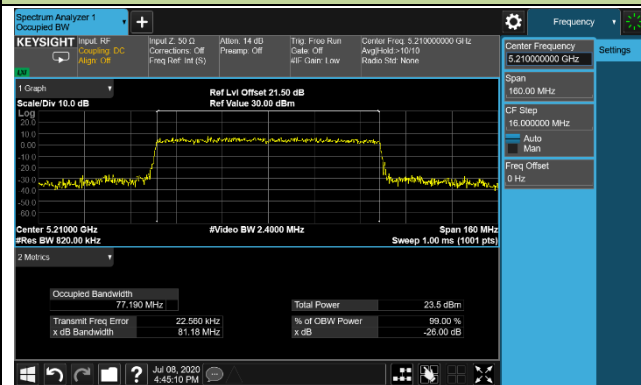 Spectrum Analyzer 1
Occupied BW
+
Frequency
KEYSIGHT
Input: RF
Coupling: DC
Align: Off
Input Z: 50 Ω
Corrections: Off
Freq Ref: Int (S)
Atten: 14 dB
Preamp: Off
Trig: Free Run
Gate: Off
#IF Gain: Low
Center Freq: 5.210000000 GHz
Avg|Hold:>10/10
Radio Std: None
Center Frequency
5.210000000 GHz
Settings
Span
160.00 MHz
CF Step
16.000000 MHz
Auto
Man
Freq Offset
0 Hz
1 Graph
Scale/Div 10.0 dB
Ref Lvl Offset 21.50 dB
Ref Value 30.00 dBm
Log
20.0
10.0
0.00
-10.0
-20.0
-30.0
-40.0
-50.0
-60.0
Center 5.21000 GHz
#Res BW 820.00 kHz
#Video BW 2.4000 MHz
Span 160 MHz
Sweep 1.00 ms (1001 pts)
2 Metrics
Occupied Bandwidth
77.190 MHz
Total Power 23.5 dBm
Transmit Freq Error 22.560 kHz
% of OBW Power 99.00 %
x dB Bandwidth 81.18 MHz
x dB -26.00 dB
?
Jul 08, 2020
4:45:10 PM